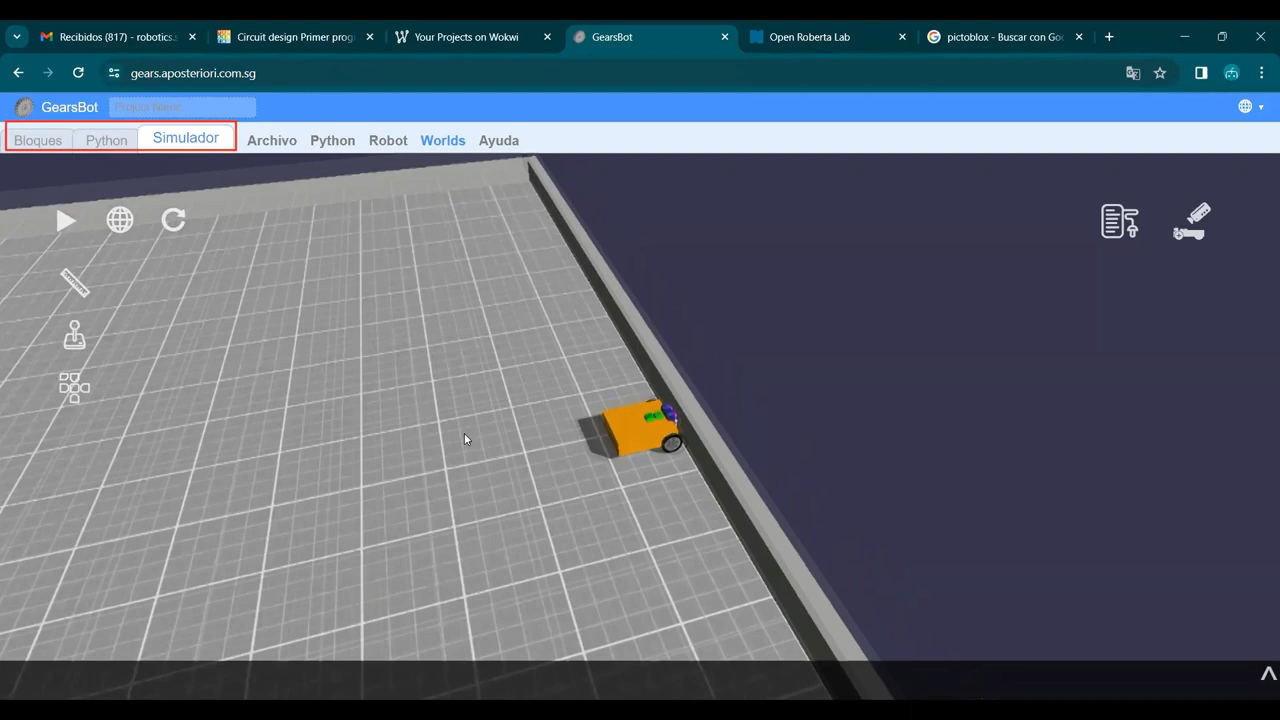 Recibidos (817) - robotics.s
Circuit design Primer prog
Your Projects on Wokwi
GearsBot
Open Roberta Lab
pictoblox - Buscar con Go
gears.aposteriori.com.sg
GearsBot
Project Name
Bloques
Python
Simulador
Archivo
Python
Robot
Worlds
Ayuda